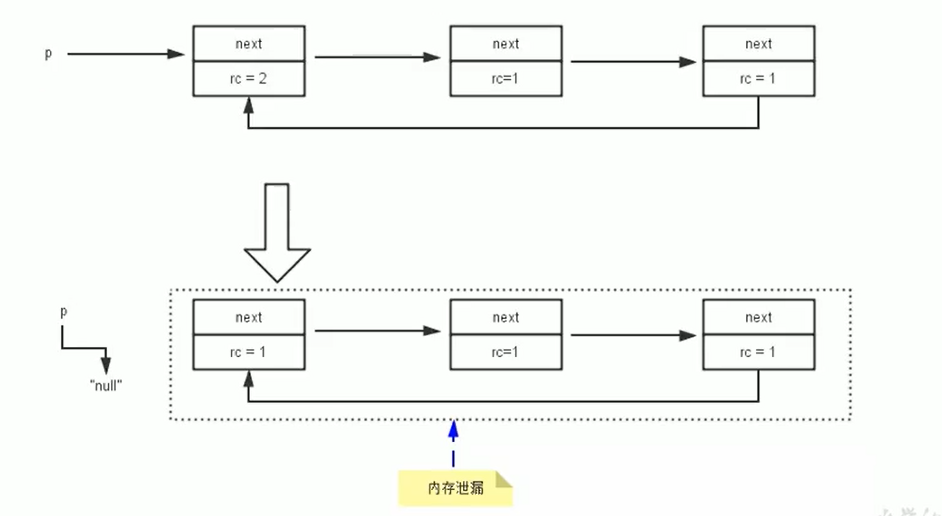 p
next
rc = 2
next
rc=1
next
rc = 1
p
"null"
next
rc = 1
next
rc=1
next
rc = 1
内存泄漏